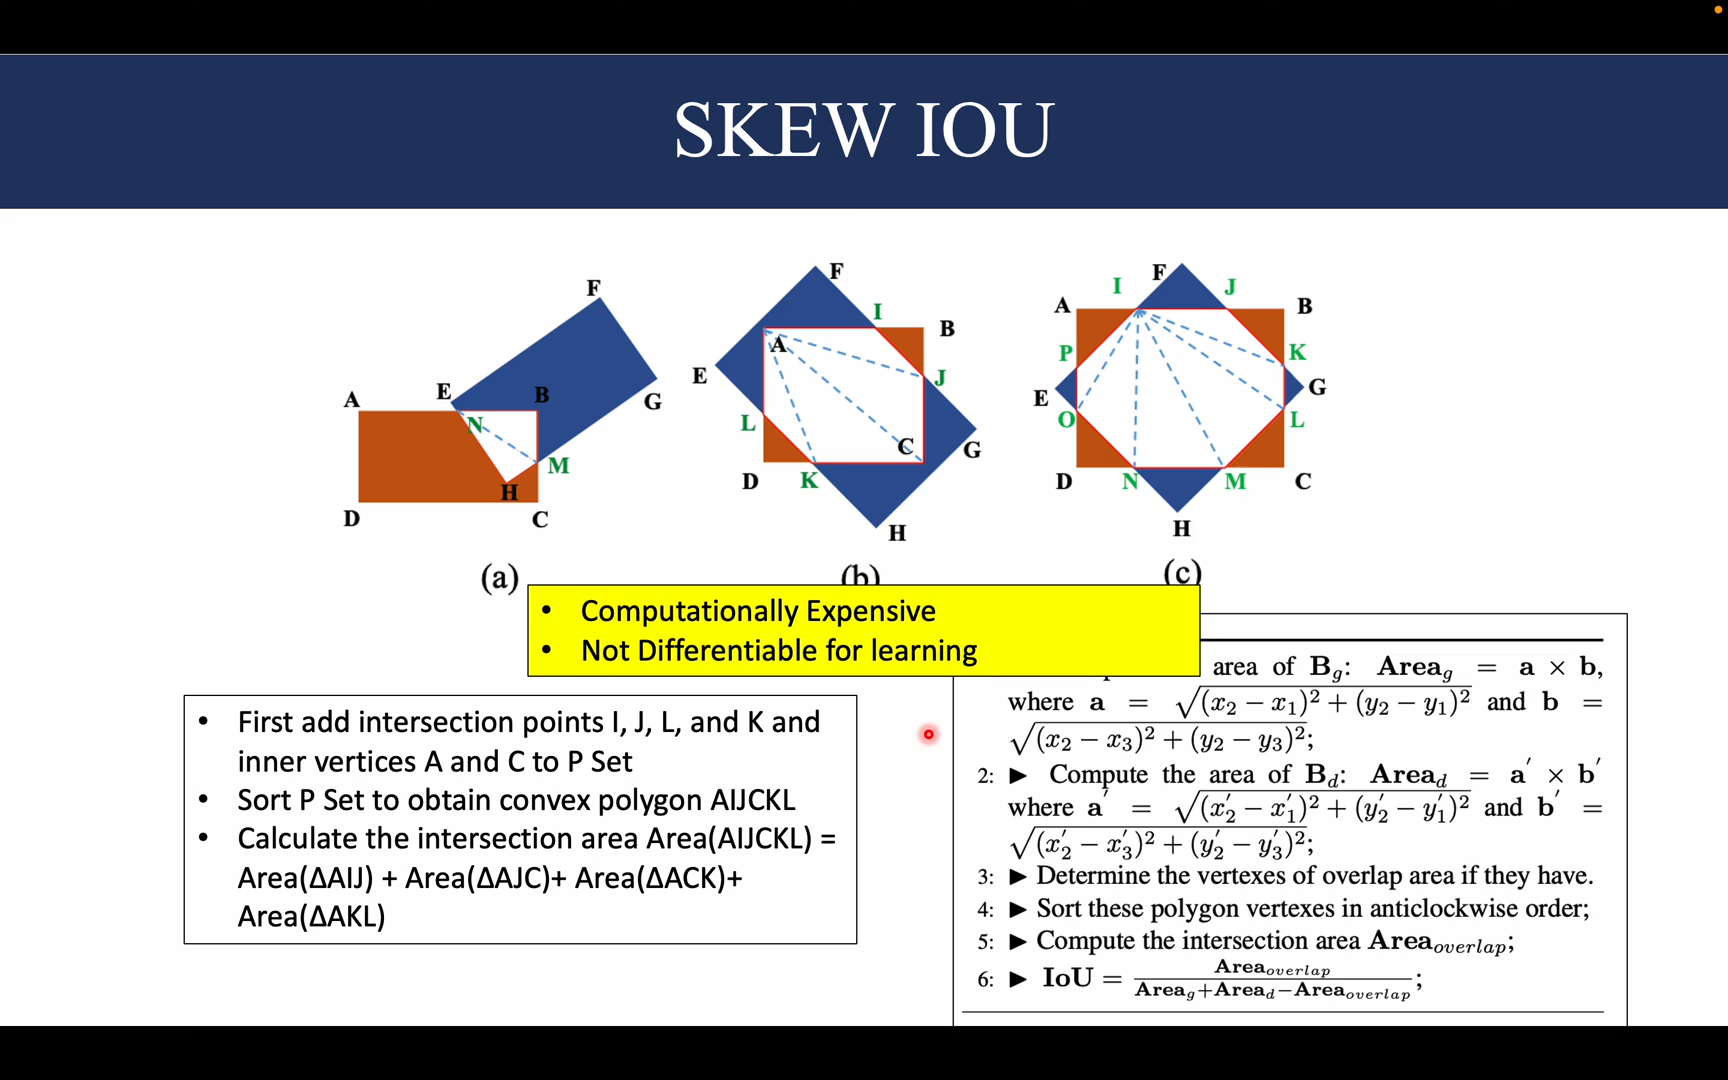 SKEW IOU
F
A
E
B
G
N
M
H
D
C
(a)
F
I
B
A
E
J
L
C
G
D
K
H
(b)
F
I
J
A
B
P
K
E
G
O
L
D
N
M
C
H
(c)
• Computationally Expensive
• Not Differentiable for learning
• First add intersection points I, J, L, and K and
inner vertices A and C to P Set
• Sort P Set to obtain convex polygon AIJCKL
• Calculate the intersection area Area(AIJCKL) =
Area(ΔAIJ) + Area(ΔAJC)+ Area(ΔACK)+
Area(ΔAKL)
area of B_g: Area_g = a × b,
where a = √(x₂ − x₁)² + (y₂ − y₁)² and b =
√(x₂ − x₃)² + (y₂ − y₃)²;
2: ► Compute the area of B_d: Area_d = a′ × b′
where a′ = √(x′₂ − x′₁)² + (y′₂ − y′₁)² and b′ =
√(x′₂ − x′₃)² + (y′₂ − y′₃)²;
3: ► Determine the vertexes of overlap area if they have.
4: ► Sort these polygon vertexes in anticlockwise order;
5: ► Compute the intersection area Area_overlap;
6: ► IoU = Area_overlap / Area_g+Area_d−Area_overlap ;